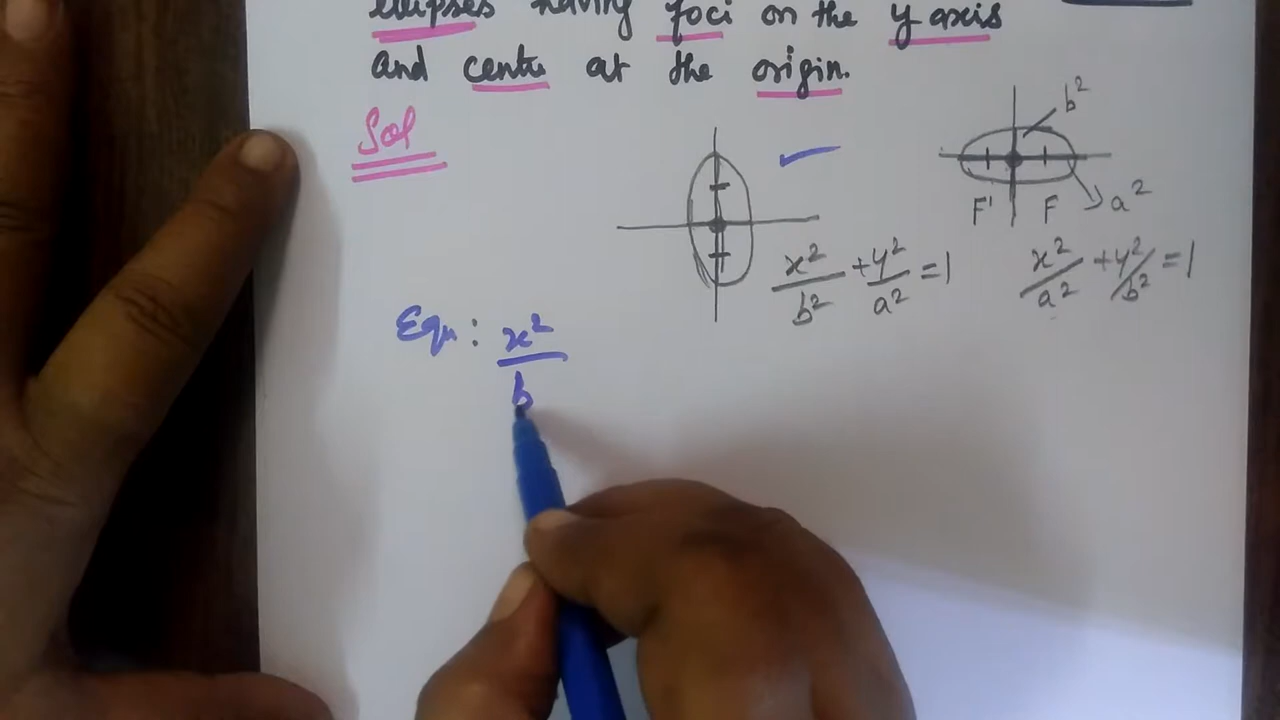 ellipses having foci on the y axis
and centre at the origin.
Sol
b²
F' F a²
x²/b² + y²/a² = 1
x²/a² + y²/b² = 1
Equ : x²/b